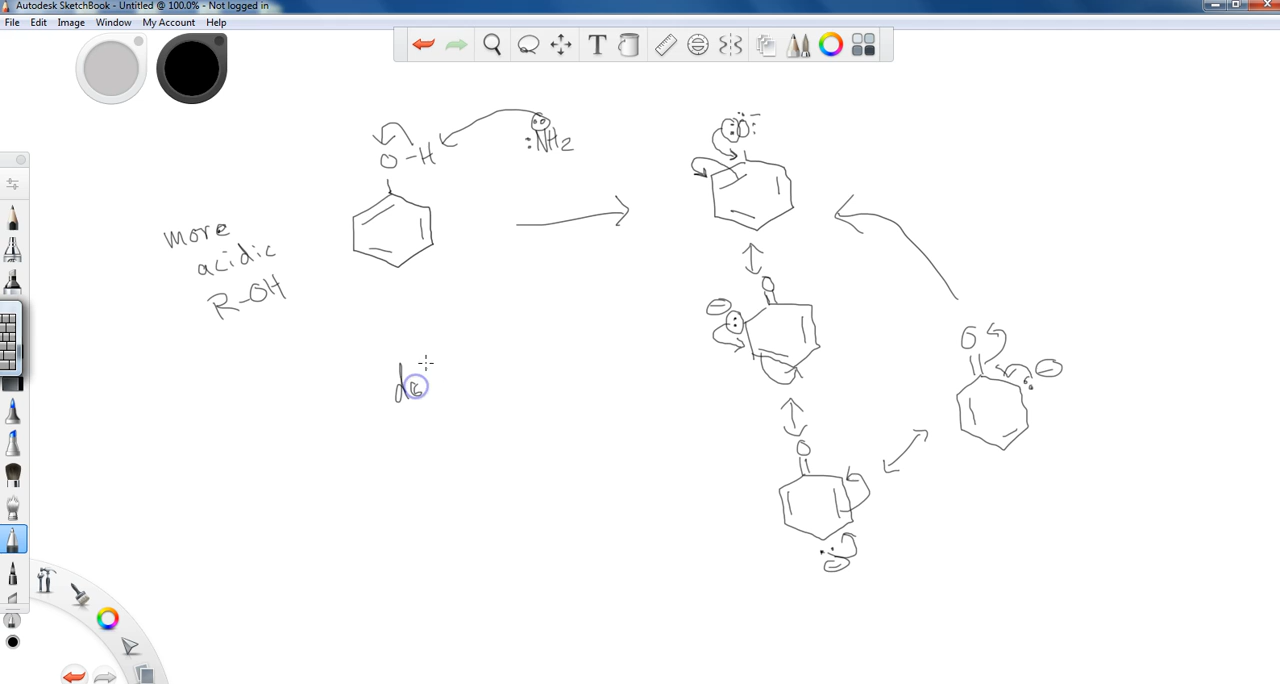 Autodesk SketchBook - Untitled @ 100.0% - Not logged in
File Edit Image Window My Account Help
T
O-H
:NH2
O
more
acidic
R-OH
O
O
O